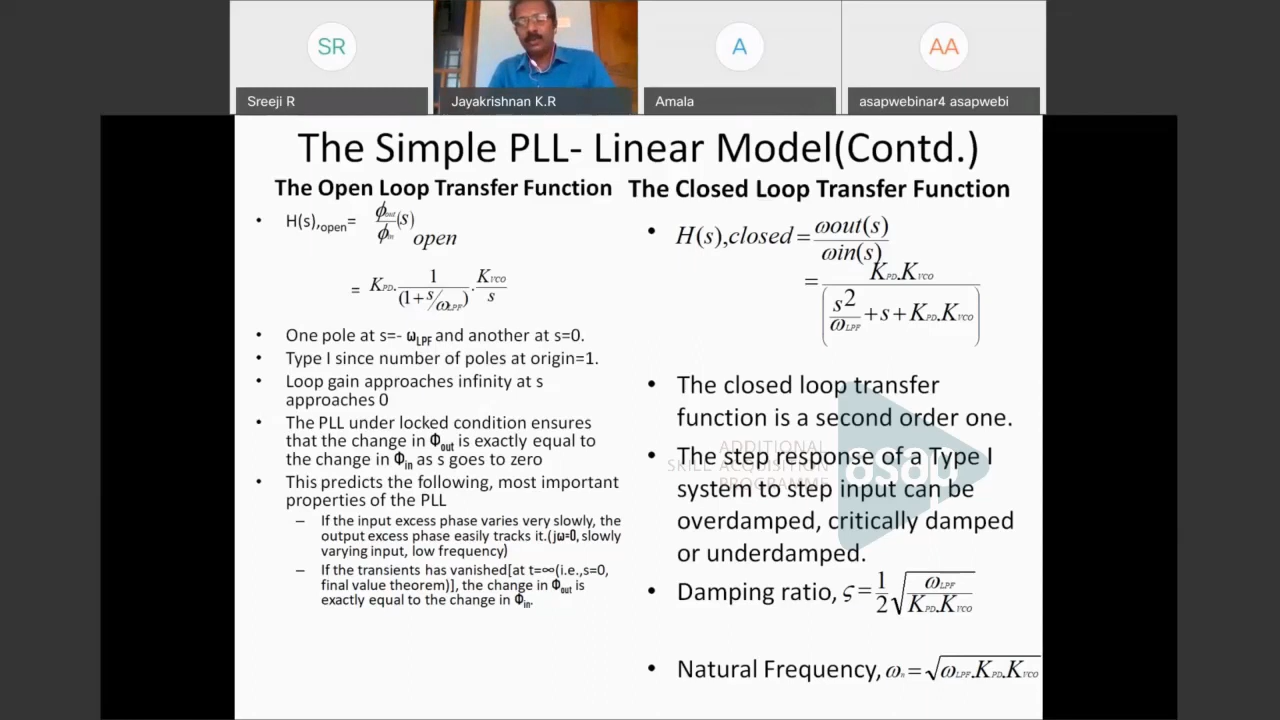 SR
A
AA
Sreeji R
Jayakrishnan K.R
Amala
asapwebinar4 asapwebi
The Simple PLL- Linear Model(Contd.)
The Open Loop Transfer Function
• H(s),open= ϕout/ϕin (s) open
= KPD. 1/(1+s/ωLPF) . KVCO/s
• One pole at s=- ωLPF and another at s=0.
• Type I since number of poles at origin=1.
• Loop gain approaches infinity at s
approaches 0
• The PLL under locked condition ensures
that the change in Φout is exactly equal to
the change in Φin as s goes to zero
• This predicts the following, most important
properties of the PLL
– If the input excess phase varies very slowly, the
output excess phase easily tracks it.(jω=0, slowly
varying input, low frequency)
– If the transients has vanished[at t=∞(i.e.,s=0,
final value theorem)], the change in Φout is
exactly equal to the change in Φin.
The Closed Loop Transfer Function
• H(s),closed = ωout(s)/ωin(s)
= KPD.KVCO/(s2/ωLPF + s + KPD.KVCO)
• The closed loop transfer
function is a second order one.
• The step response of a Type I
system to step input can be
overdamped, critically damped
or underdamped.
• Damping ratio, ς = 1/2 √(ωLPF/KPD.KVCO)
• Natural Frequency, ωn = √ωLPF.KPD.KVCO
ADDITIONAL
SKILL ACQUISITION
PROGRAMME
asap